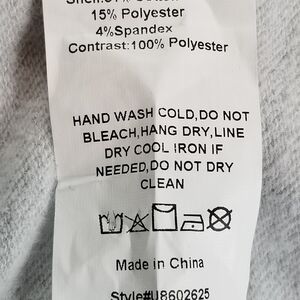 15% Polyester
4%Spandex
Contrast:100% Polyester
HAND WASH COLD,DO NOT
BLEACH,HANG DRY,LINE
DRY COOL IRON IF
NEEDED,DO NOT DRY
CLEAN
Made in China
Style#U8602625